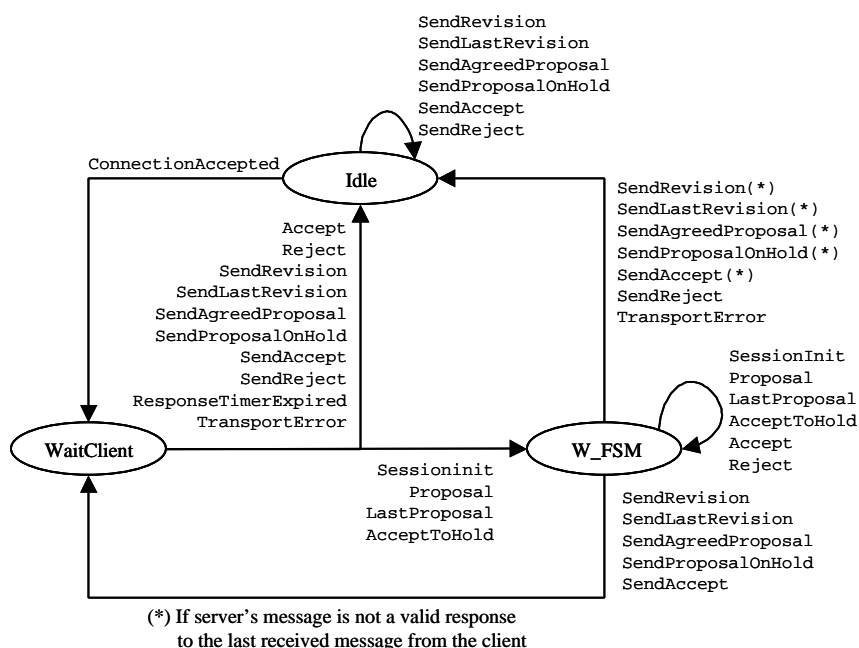 SendRevision
SendLastRevision
SendAgreedProposal
SendProposalOnHold
SendAccept
SendReject
ConnectionAccepted
Idle
Accept
Reject
SendRevision
SendLastRevision
SendAgreedProposal
SendProposalOnHold
SendAccept
SendReject
ResponseTimerExpired
TransportError
SendRevision(*)
SendLastRevision(*)
SendAgreedProposal(*)
SendProposalOnHold(*)
SendAccept(*)
SendReject
TransportError
SessionInit
Proposal
LastProposal
AcceptToHold
Accept
Reject
WaitClient
W_FSM
Sessioninit
Proposal
LastProposal
AcceptToHold
SendRevision
SendLastRevision
SendAgreedProposal
SendProposalOnHold
SendAccept
(*) If server's message is not a valid response
to the last received message from the client